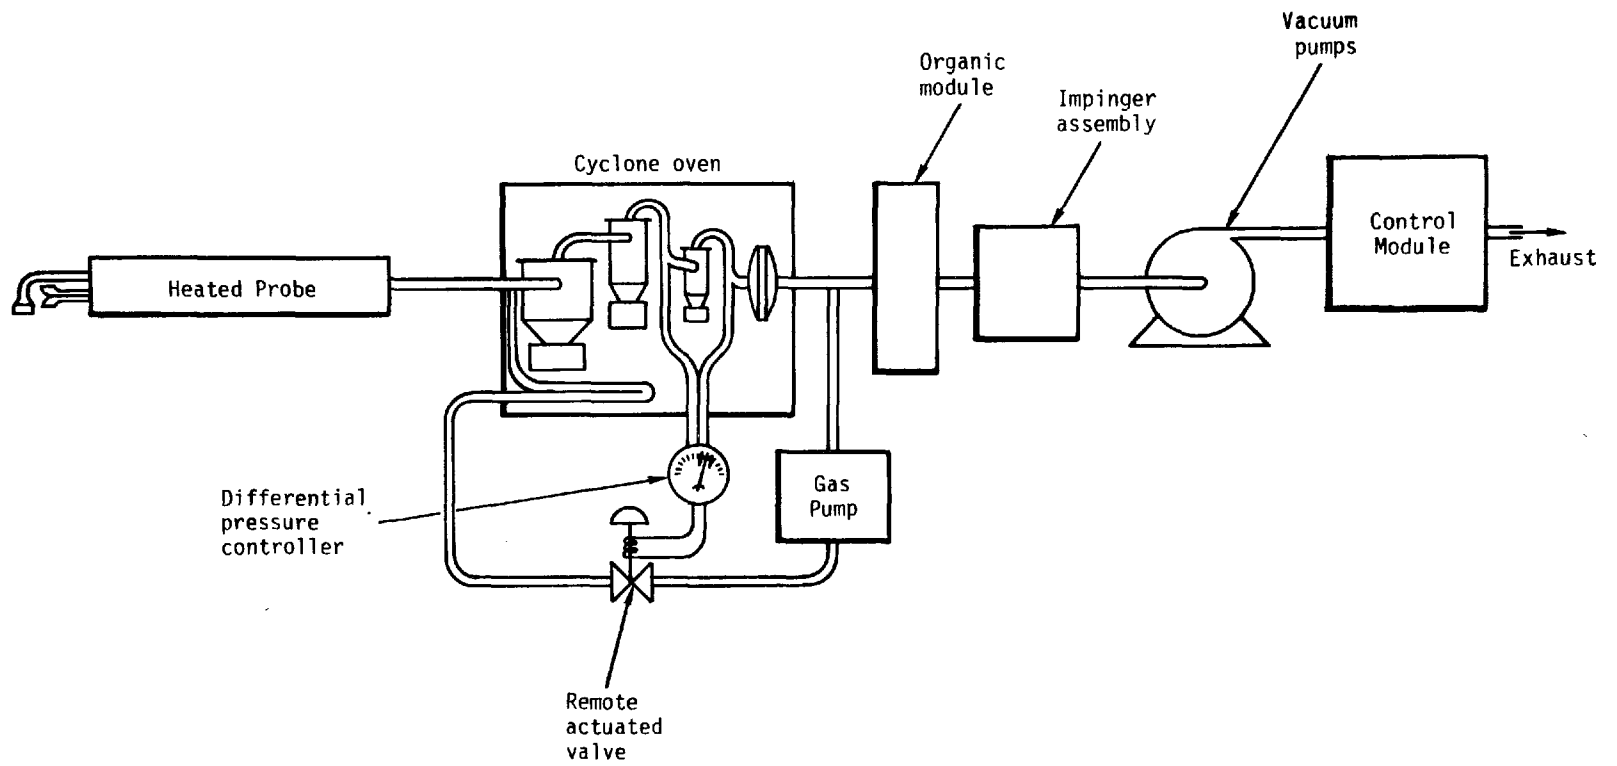 Vacuum
pumps
Organic
module
Impinger
assembly
Cyclone oven
Control
Module
Exhaust
Heated Probe
Gas
Pump
Differential
pressure
controller
Remote
actuated
valve